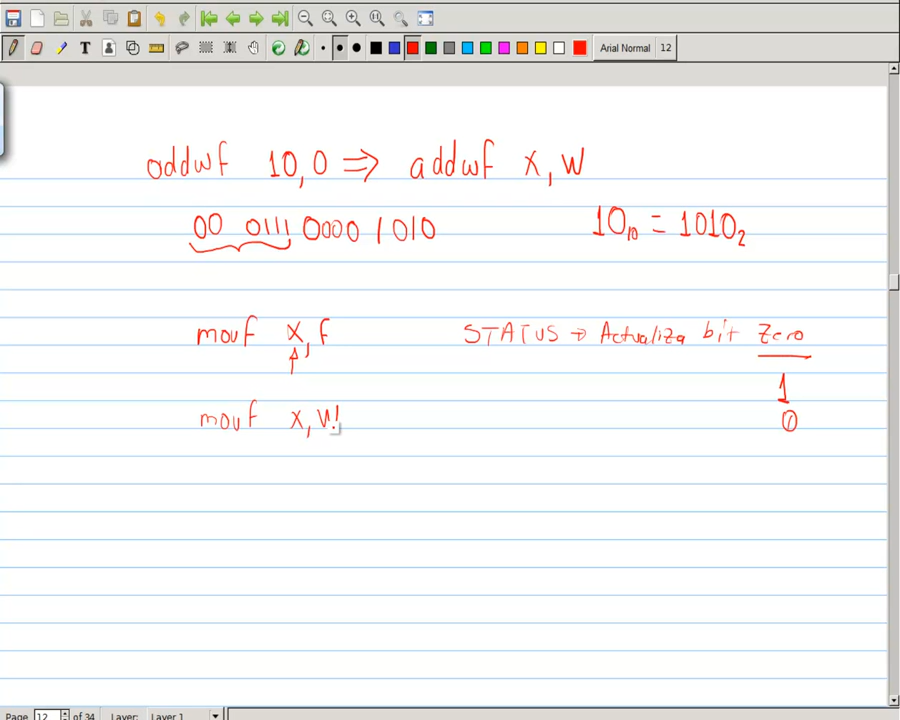 Arial Normal 12
oddwf 10,0 ⇒ addwf x, W
00 0111 0000 1010 10₁₀ = 1010₂
movf x, F STATUS → Actualiza bit Zero
1
movf x, W 0
Page 12 of 34 Layer: Layer 1